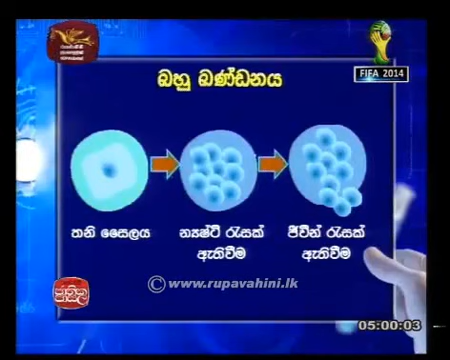 බහු ඛණ්ඩනය
FIFA 2014
තනි සෛලය
න්‍යෂ්ටි රැසක්
ඇතිවීම
ජීවීන් රැසක්
ඇතිවීම
© www.rupavahini.lk
05:00:03